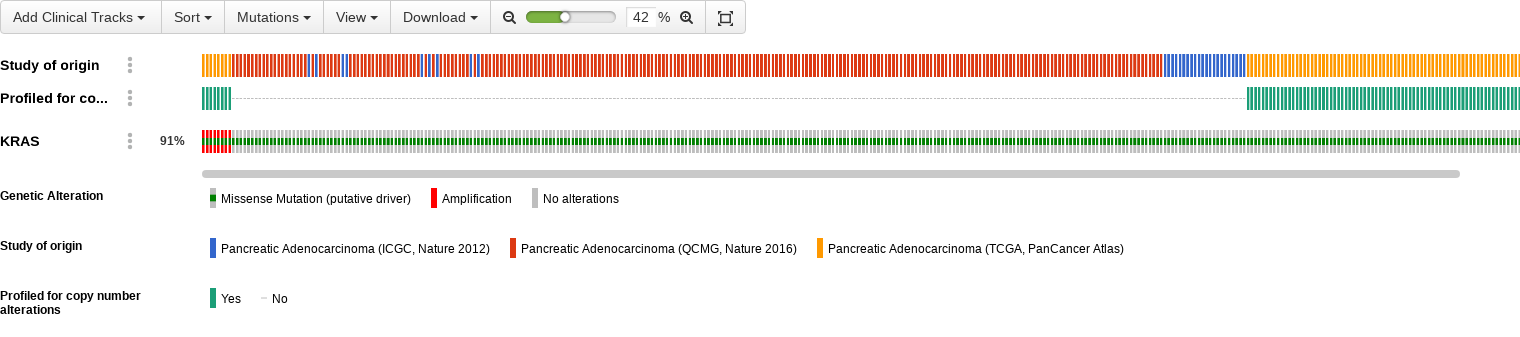 Add Clinical Tracks Sort Mutations View Download 42 %
Study of origin
Profiled for co...
KRAS 91%
Genetic Alteration Missense Mutation (putative driver) Amplification No alterations
Study of origin Pancreatic Adenocarcinoma (ICGC, Nature 2012) Pancreatic Adenocarcinoma (QCMG, Nature 2016) Pancreatic Adenocarcinoma (TCGA, PanCancer Atlas)
Profiled for copy number
alterations
Yes No